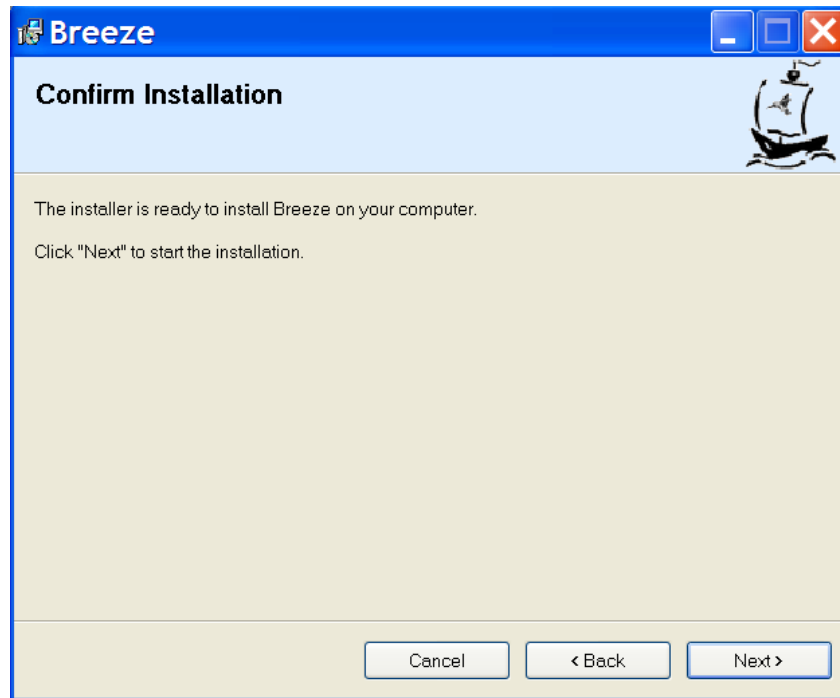 Breeze
Confirm Installation
The installer is ready to install Breeze on your computer.
Click "Next" to start the installation.
Cancel
< Back
Next >